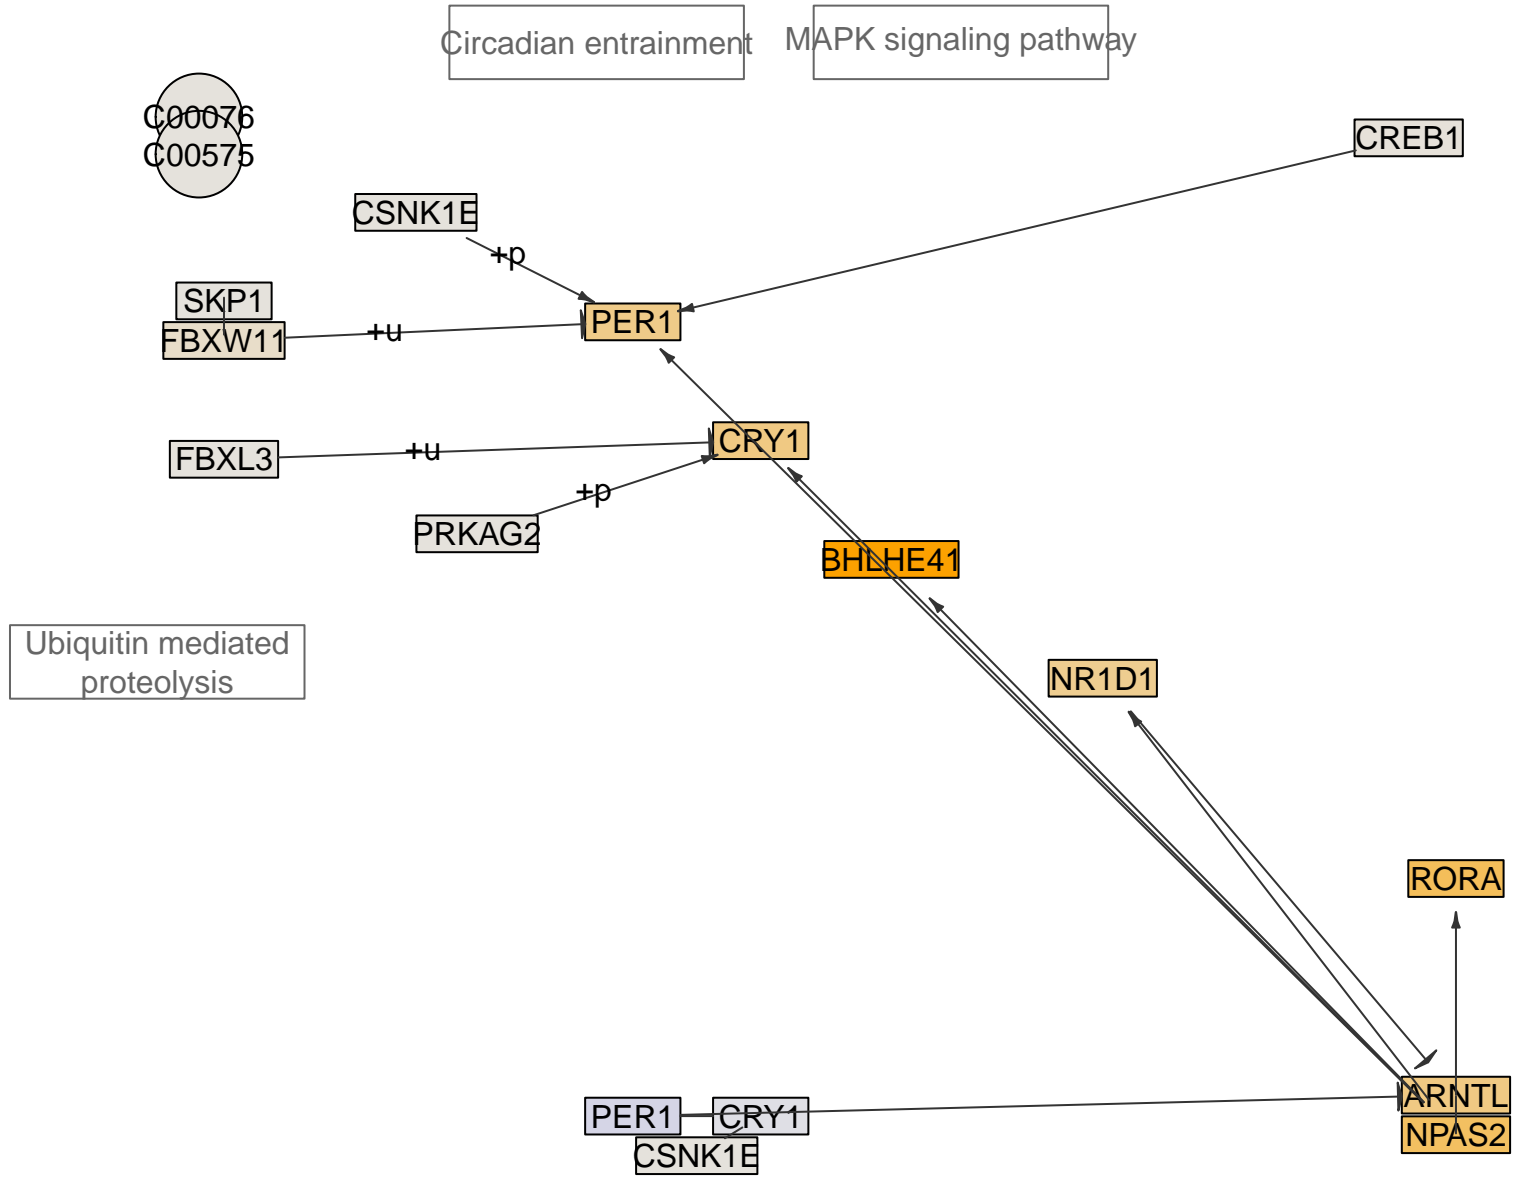 Circadian entrainment
MAPK signaling pathway
C00076
C00575
CREB1
CSNK1E
+p
SKP1
FBXW11
+u
PER1
FBXL3
+u
CRY1
+p
PRKAG2
BHLHE41
Ubiquitin mediated
proteolysis
NR1D1
RORA
ARNTL
NPAS2
PER1
CRY1
CSNK1E